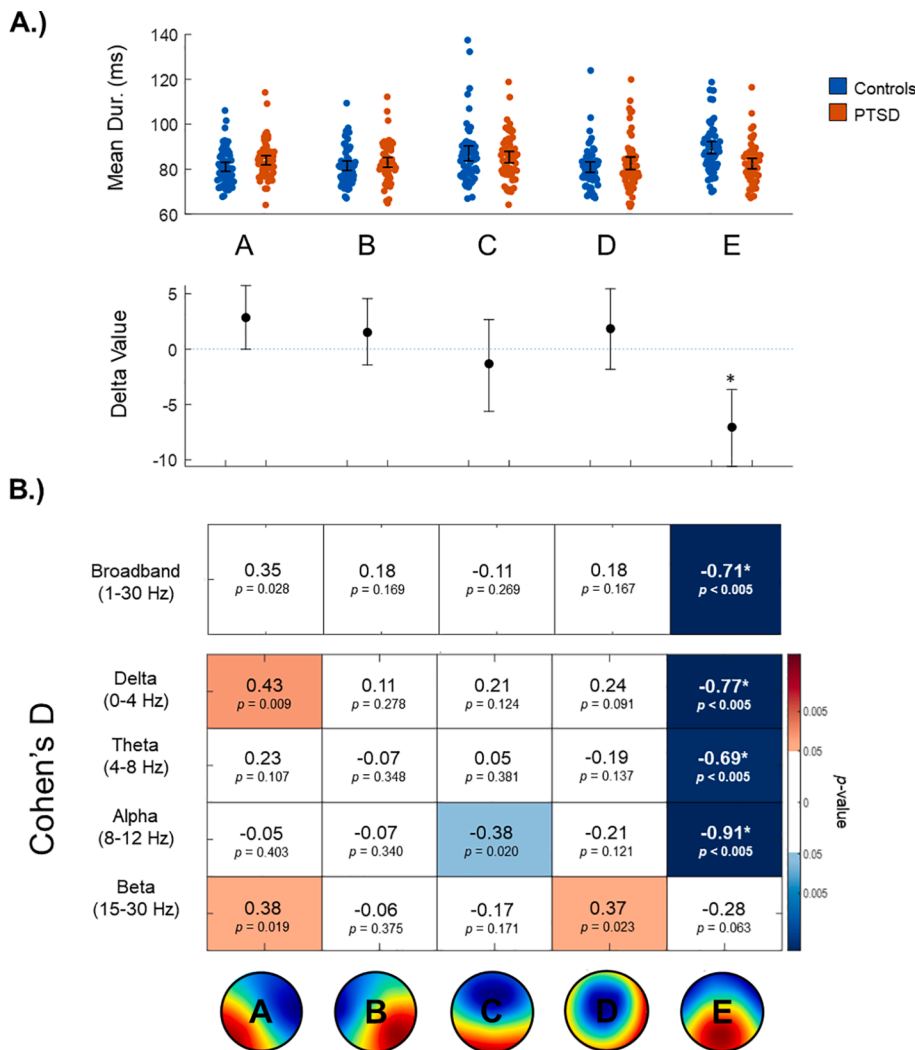 A.)
Mean Dur. (ms)
140
120
100
80
60
Controls
PTSD
A B C D E
Delta Value
5
0
-5
-10
*
B.)
Cohen's D
Broadband
(1-30 Hz)
0.35 0.18 -0.11 0.18 -0.71*
p = 0.028 p = 0.169 p = 0.269 p = 0.167 p < 0.005
Delta
(0-4 Hz)
0.43 0.11 0.21 0.24 -0.77*
p = 0.009 p = 0.278 p = 0.124 p = 0.091 p < 0.005
Theta
(4-8 Hz)
0.23 -0.07 0.05 -0.19 -0.69*
p = 0.107 p = 0.348 p = 0.381 p = 0.137 p < 0.005
Alpha
(8-12 Hz)
-0.05 -0.07 -0.38 -0.21 -0.91*
p = 0.403 p = 0.340 p = 0.020 p = 0.121 p < 0.005
Beta
(15-30 Hz)
0.38 -0.06 -0.17 0.37 -0.28
p = 0.019 p = 0.375 p = 0.171 p = 0.023 p = 0.063
0.005
0.05
0
0.05
0.005
p-value
A B C D E